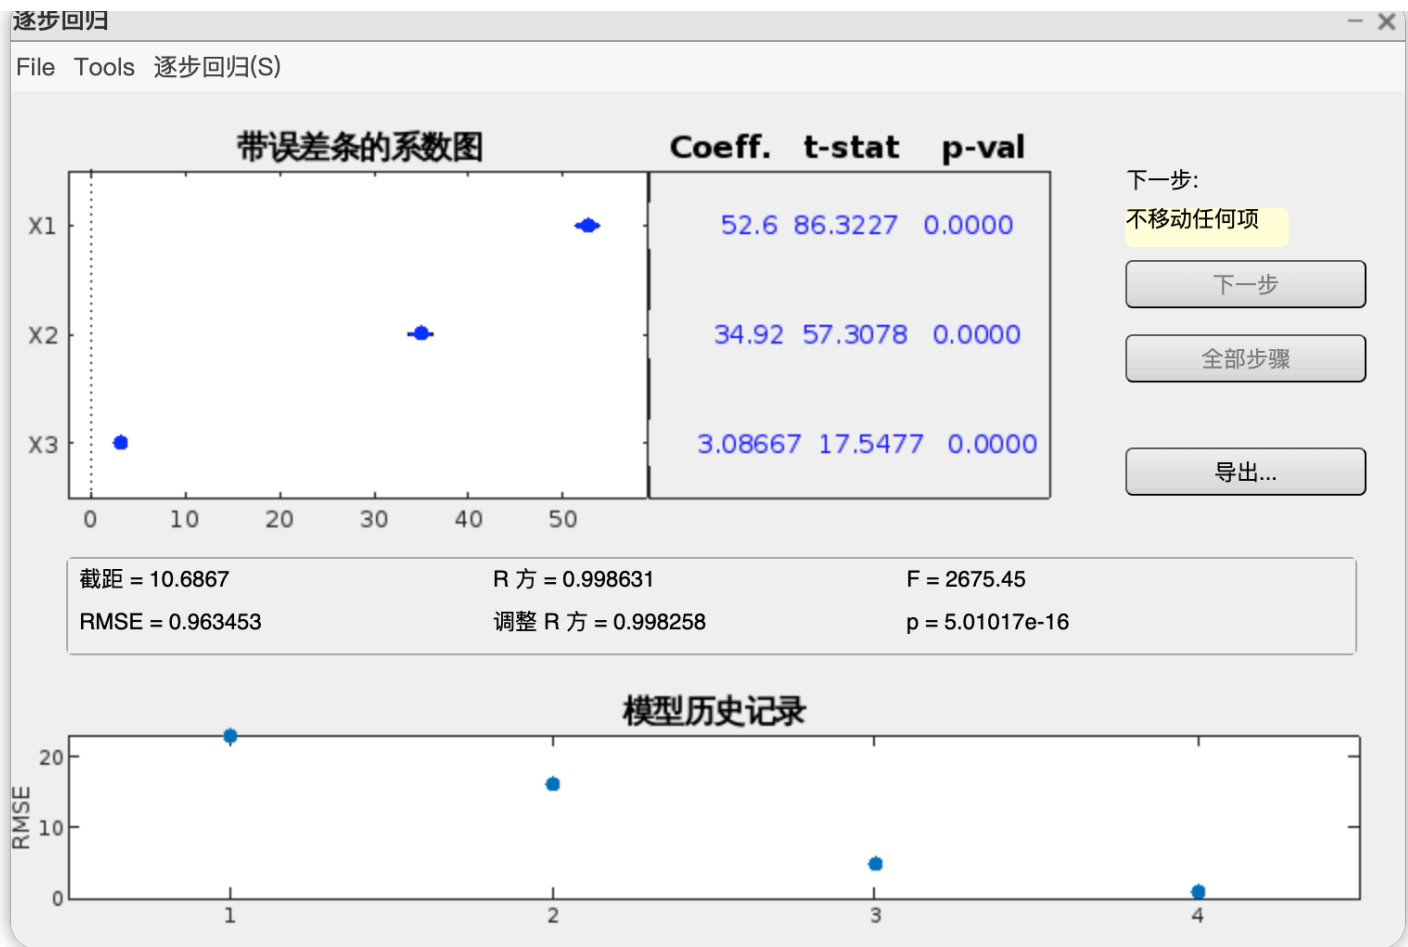 逐步回归
File Tools 逐步回归(S)
带误差条的系数图
Coeff. t-stat p-val
下一步:
不移动任何项
X1
52.6 86.3227 0.0000
下一步
X2
34.92 57.3078 0.0000
全部步骤
X3
3.08667 17.5477 0.0000
导出...
0 10 20 30 40 50
截距 = 10.6867 R 方 = 0.998631 F = 2675.45
RMSE = 0.963453 调整 R 方 = 0.998258 p = 5.01017e-16
模型历史记录
RMSE
20
10
0
1 2 3 4